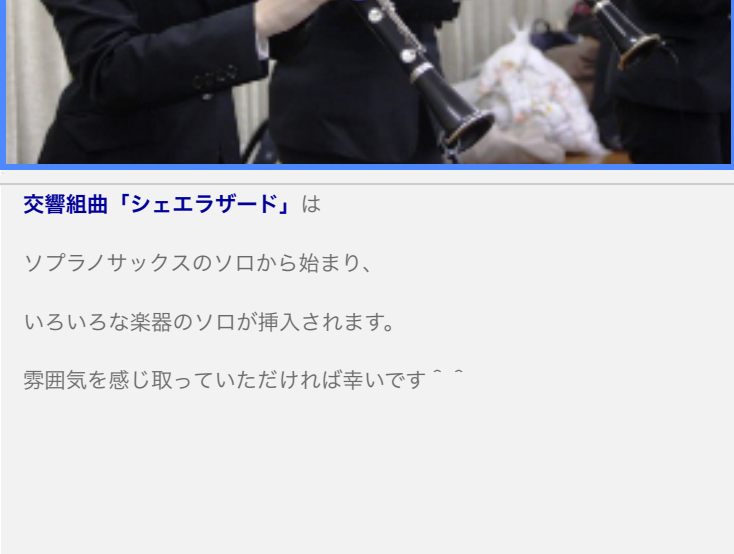 交響組曲「シェエラザード」は
ソプラノサックスのソロから始まり、
いろいろな楽器のソロが挿入されます。
雰囲気を感じ取っていただければ幸いです＾＾